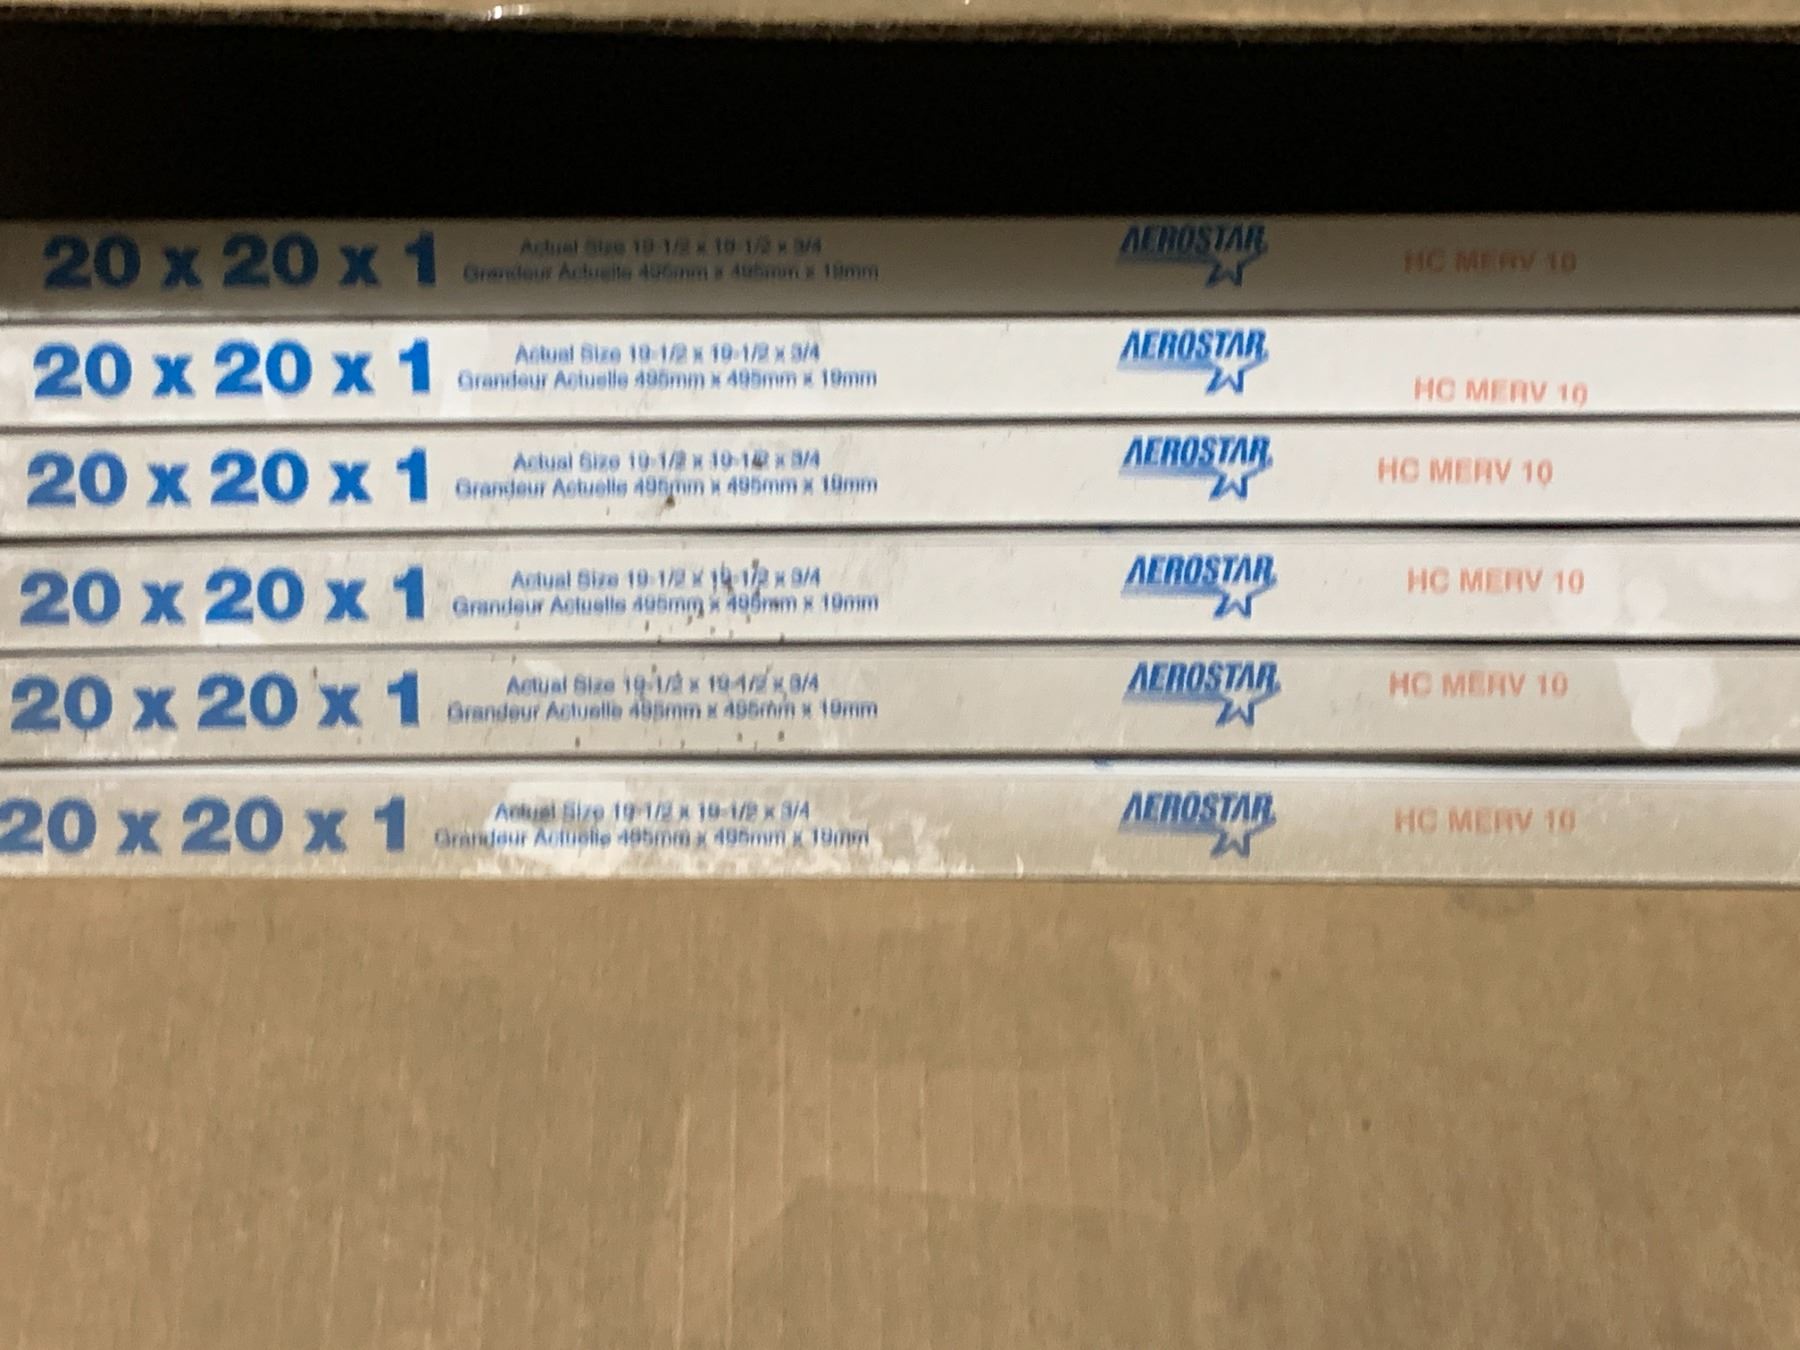 20 x 20 x 1 Actual Size 19-1/2 x 19-1/2 x 3/4 AEROSTAR HC MERV 10
Grandeur Actuelle 495mm x 495mm x 19mm
20 x 20 x 1 Actual Size 19-1/2 x 19-1/2 x 3/4 AEROSTAR HC MERV 10
Grandeur Actuelle 495mm x 495mm x 19mm
20 x 20 x 1 Actual Size 19-1/2 x 19-1/2 x 3/4 AEROSTAR HC MERV 10
Grandeur Actuelle 495mm x 495mm x 19mm
20 x 20 x 1 Actual Size 19-1/2 x 19-1/2 x 3/4 AEROSTAR HC MERV 10
Grandeur Actuelle 495mm x 495mm x 19mm
20 x 20 x 1 Actual Size 19-1/2 x 19-1/2 x 3/4 AEROSTAR HC MERV 10
Grandeur Actuelle 495mm x 495mm x 19mm
20 x 20 x 1 Actual Size 19-1/2 x 19-1/2 x 3/4 AEROSTAR HC MERV 10
Grandeur Actuelle 495mm x 495mm x 19mm